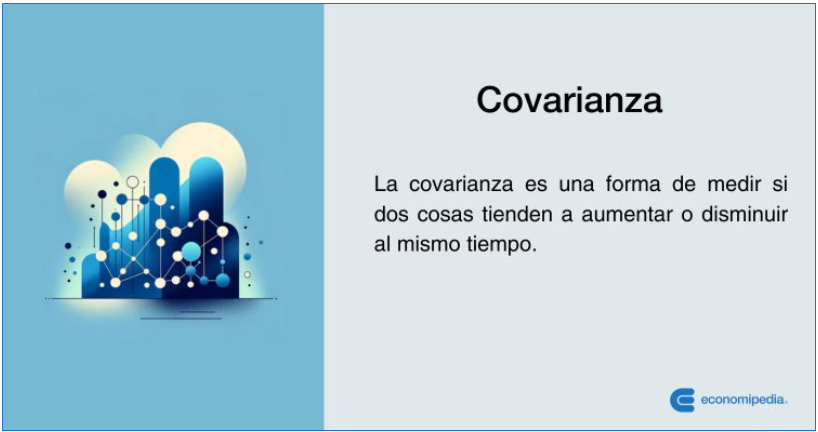 Covarianza
La covarianza es una forma de medir si
dos cosas tienden a aumentar o disminuir
al mismo tiempo.
economipedia.